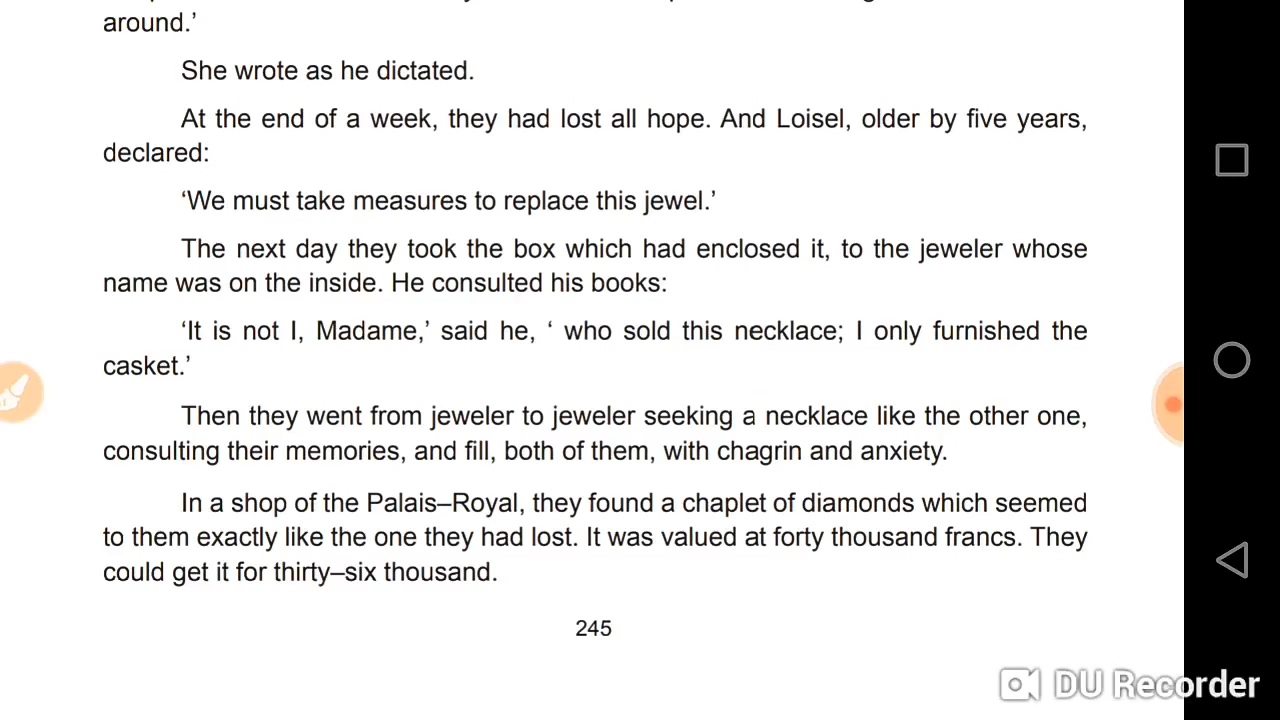 around.’
She wrote as he dictated.
At the end of a week, they had lost all hope. And Loisel, older by five years,
declared:
‘We must take measures to replace this jewel.’
The next day they took the box which had enclosed it, to the jeweler whose
name was on the inside. He consulted his books:
‘It is not I, Madame,’ said he, ‘ who sold this necklace; I only furnished the
casket.’
Then they went from jeweler to jeweler seeking a necklace like the other one,
consulting their memories, and fill, both of them, with chagrin and anxiety.
In a shop of the Palais–Royal, they found a chaplet of diamonds which seemed
to them exactly like the one they had lost. It was valued at forty thousand francs. They
could get it for thirty–six thousand.
245
DU Recorder